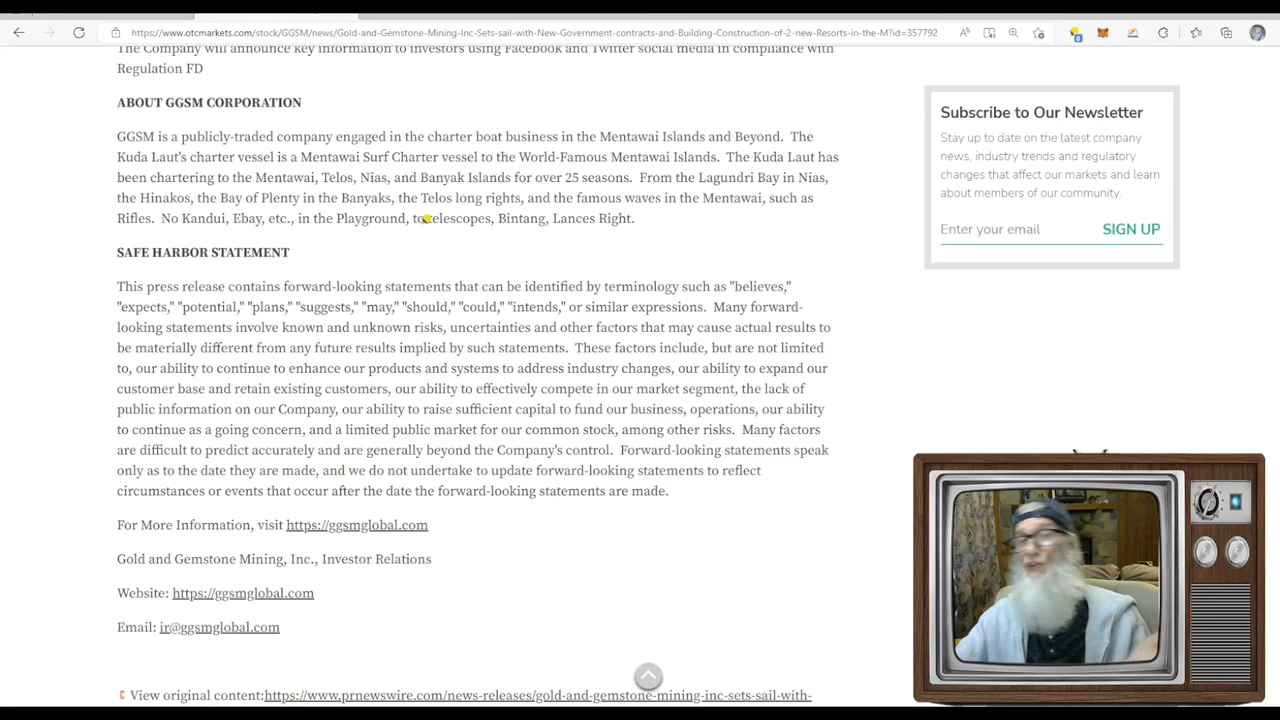 https://www.otcmarkets.com/stock/GGSM/news/Gold-and-Gemstone-Mining-Inc-Sets-sail-with-New-Government-contracts-and-Building-Construction-of-2-new-Resorts-in-the-M?id=357792
The Company will announce key information to investors using Facebook and Twitter social media in compliance with
Regulation FD
ABOUT GGSM CORPORATION
GGSM is a publicly-traded company engaged in the charter boat business in the Mentawai Islands and Beyond. The
Kuda Laut's charter vessel is a Mentawai Surf Charter vessel to the World-Famous Mentawai Islands. The Kuda Laut has
been chartering to the Mentawai, Telos, Nias, and Banyak Islands for over 25 seasons. From the Lagundri Bay in Nias,
the Hinakos, the Bay of Plenty in the Banyaks, the Telos long rights, and the famous waves in the Mentawai, such as
Rifles. No Kandui, Ebay, etc., in the Playground, to telescopes, Bintang, Lances Right.
SAFE HARBOR STATEMENT
This press release contains forward-looking statements that can be identified by terminology such as "believes,"
"expects," "potential," "plans," "suggests," "may," "should," "could," "intends," or similar expressions. Many forward-
looking statements involve known and unknown risks, uncertainties and other factors that may cause actual results to
be materially different from any future results implied by such statements. These factors include, but are not limited
to, our ability to continue to enhance our products and systems to address industry changes, our ability to expand our
customer base and retain existing customers, our ability to effectively compete in our market segment, the lack of
public information on our Company, our ability to raise sufficient capital to fund our business, operations, our ability
to continue as a going concern, and a limited public market for our common stock, among other risks. Many factors
are difficult to predict accurately and are generally beyond the Company's control. Forward-looking statements speak
only as to the date they are made, and we do not undertake to update forward-looking statements to reflect
circumstances or events that occur after the date the forward-looking statements are made.
For More Information, visit https://ggsmglobal.com
Gold and Gemstone Mining, Inc., Investor Relations
Website: https://ggsmglobal.com
Email: ir@ggsmglobal.com
View original content:https://www.prnewswire.com/news-releases/gold-and-gemstone-mining-inc-sets-sail-with-
Subscribe to Our Newsletter
Stay up to date on the latest company
news, industry trends and regulatory
changes that affect our markets and learn
about members of our community.
Enter your email SIGN UP